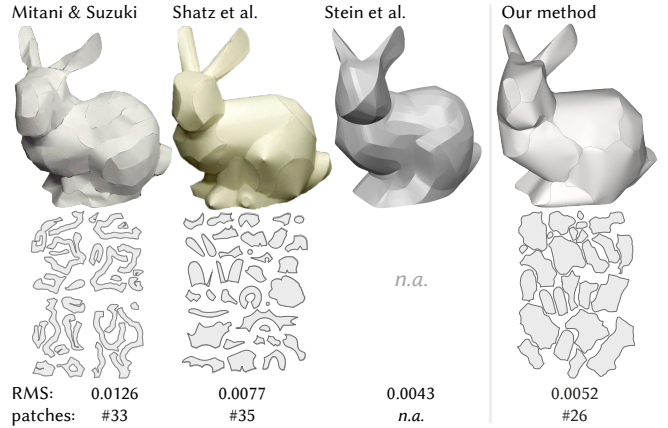 Mitani & Suzuki Shatz et al. Stein et al. Our method
n.a.
RMS: 0.0126 0.0077 0.0043 0.0052
patches: #33 #35 n.a. #26